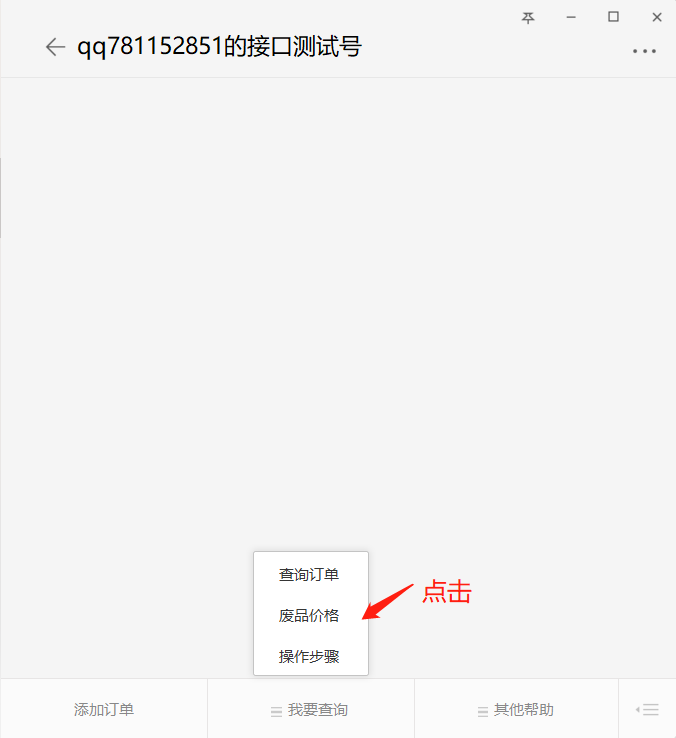 qq781152851的接口测试号
查询订单
废品价格
点击
操作步骤
添加订单
我要查询
其他帮助